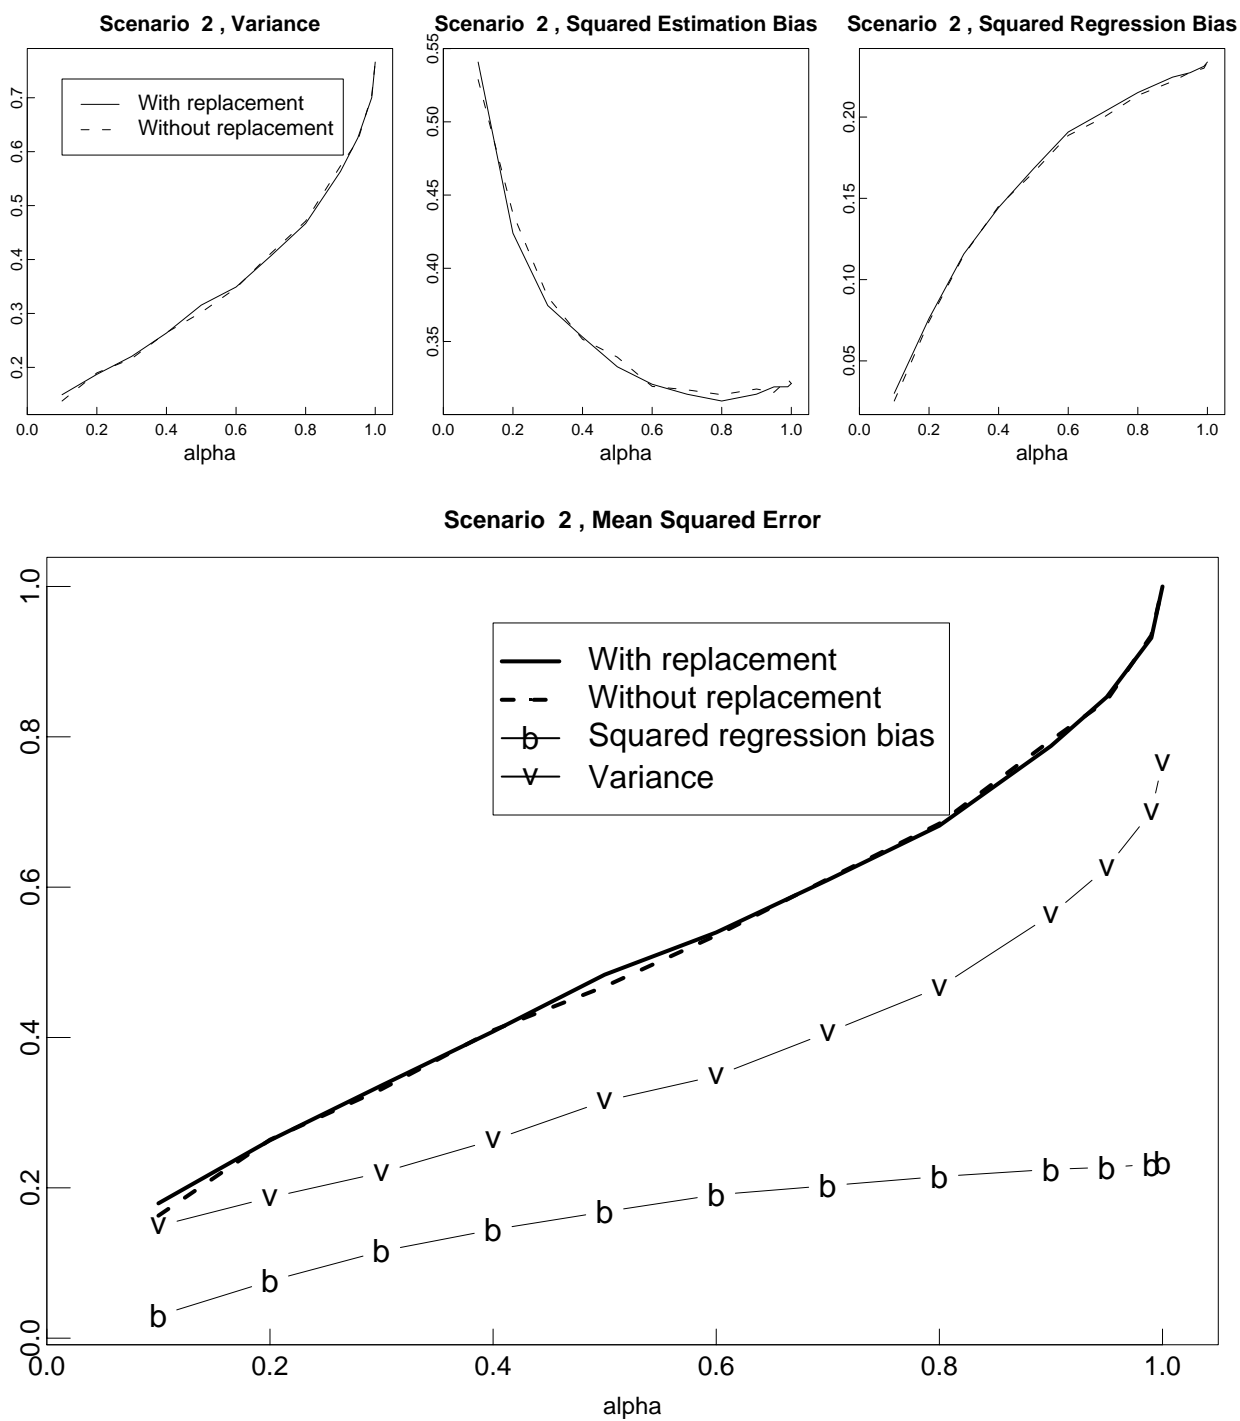 Scenario 2 , Variance
0.2 0.3 0.4 0.5 0.6 0.7
With replacement
Without replacement
0.0 0.2 0.4 0.6 0.8 1.0
alpha
Scenario 2 , Squared Estimation Bias
0.35 0.40 0.45 0.50 0.55
0.0 0.2 0.4 0.6 0.8 1.0
alpha
Scenario 2 , Squared Regression Bias
0.05 0.10 0.15 0.20
0.0 0.2 0.4 0.6 0.8 1.0
alpha
Scenario 2 , Mean Squared Error
0.0 0.2 0.4 0.6 0.8 1.0
With replacement
Without replacement
b Squared regression bias
v Variance
v v v v v v v v v v v v
b b b b b b b b b b b b
0.0 0.2 0.4 0.6 0.8 1.0
alpha